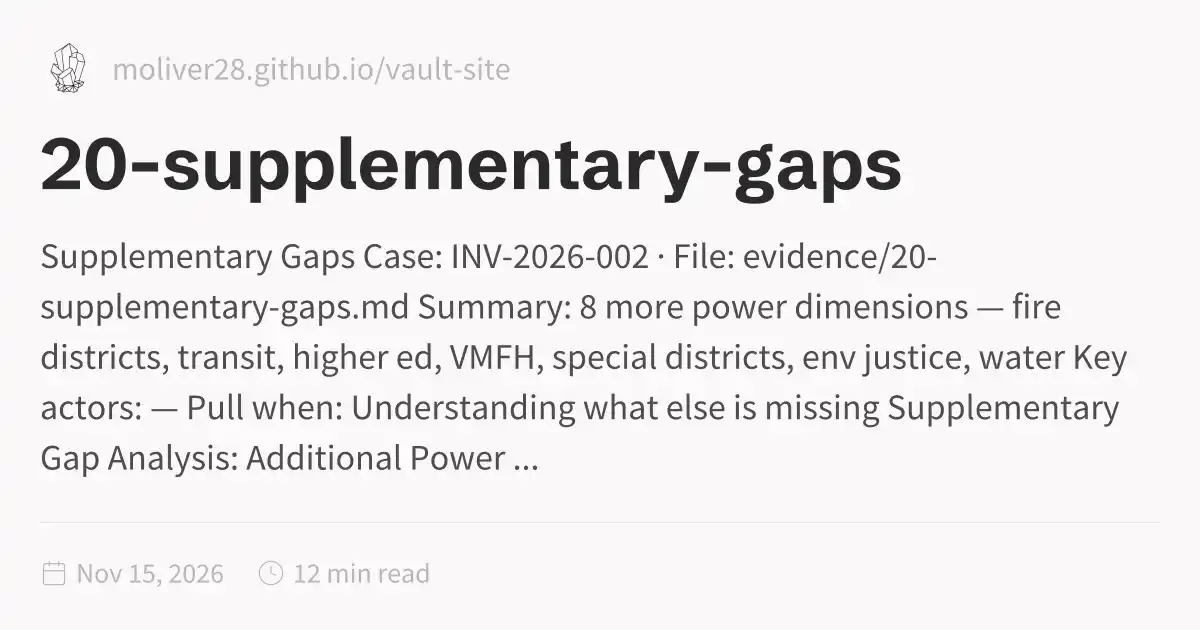 moliver28.github.io/vault-site
20-supplementary-gaps
Supplementary Gaps Case: INV-2026-002 · File: evidence/20-
supplementary-gaps.md Summary: 8 more power dimensions — fire
districts, transit, higher ed, VMFH, special districts, env justice, water Key
actors: — Pull when: Understanding what else is missing Supplementary
Gap Analysis: Additional Power ...
Nov 15, 2026 12 min read